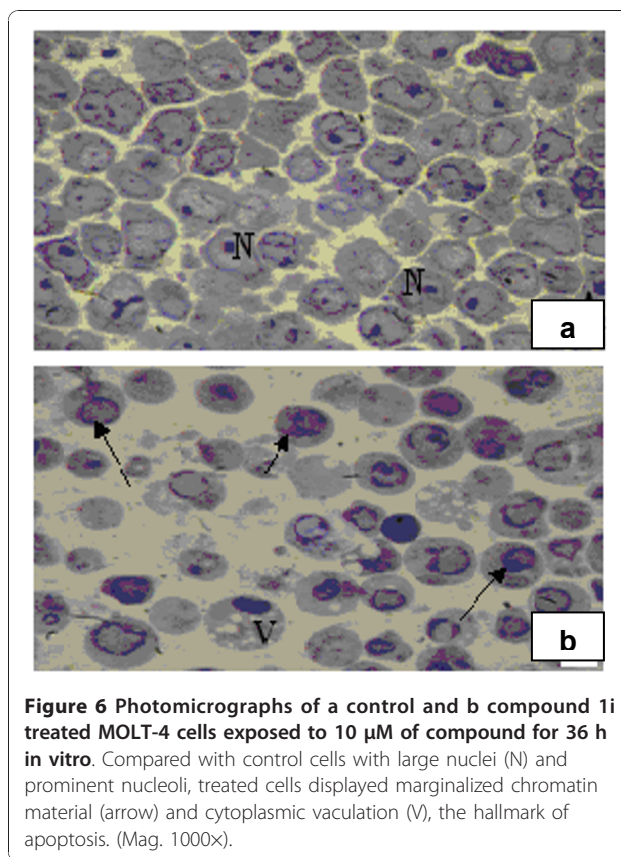 N
N
a
V
b
Figure 6 Photomicrographs of a control and b compound 1i
treated MOLT-4 cells exposed to 10 μM of compound for 36 h
in vitro. Compared with control cells with large nuclei (N) and
prominent nucleoli, treated cells displayed marginalized chromatin
material (arrow) and cytoplasmic vaculation (V), the hallmark of
apoptosis. (Mag. 1000×).